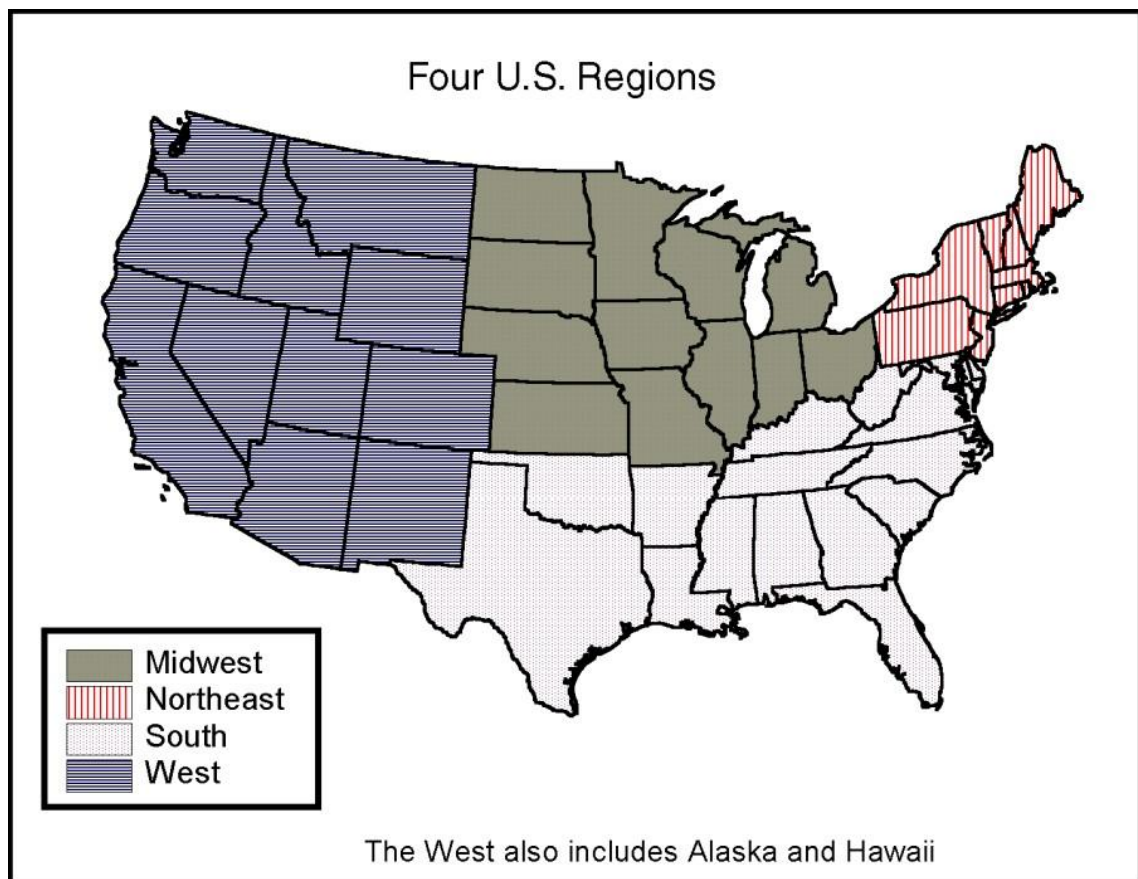 Four U.S. Regions
Midwest
Northeast
South
West
The West also includes Alaska and Hawaii